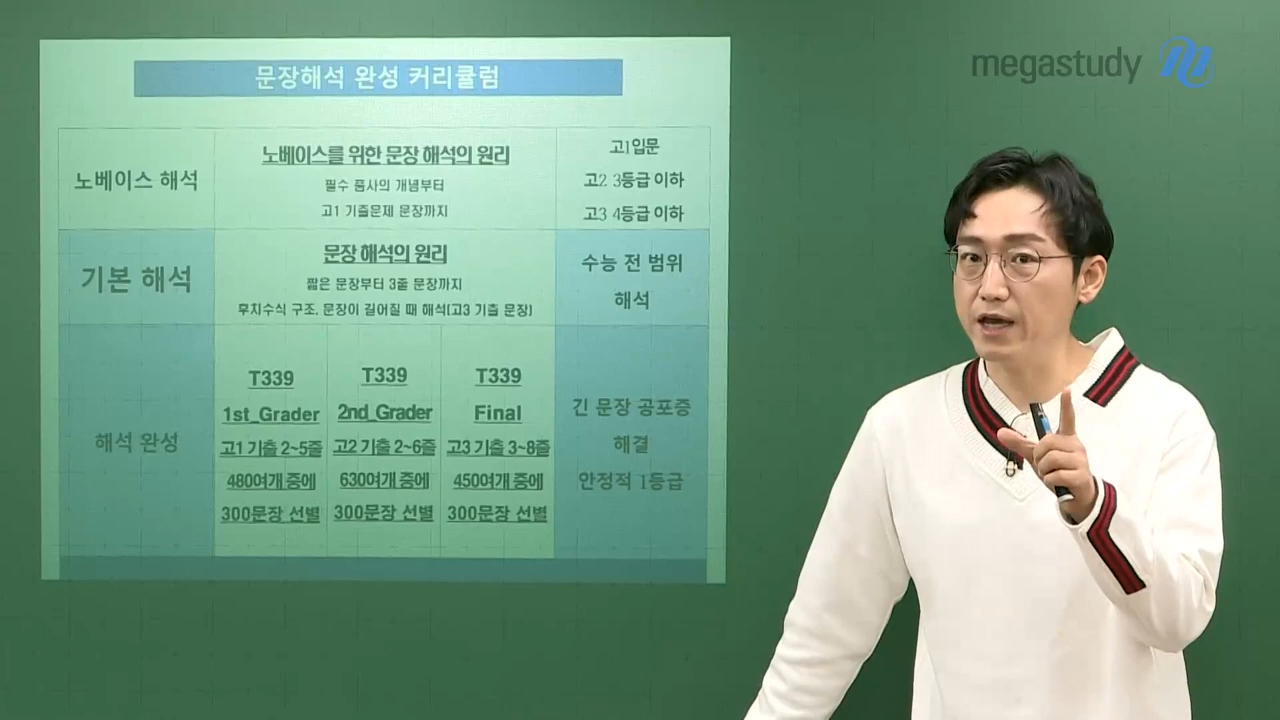 megastudy
문장해석 완성 커리큘럼
노베이스 해석
노베이스를 위한 문장 해석의 원리
필수 품사의 개념부터
고1 기출문제 문장까지
고1입문
고2 3등급 이하
고3 4등급 이하
기본 해석
문장 해석의 원리
짧은 문장부터 3줄 문장까지
후치수식 구조, 문장이 길어질 때 해석(고3 기출 문장)
수능 전 범위
해석
해석 완성
T339
1st_Grader
고1 기출 2~5줄
480여개 중에
300문장 선별
T339
2nd_Grader
고2 기출 2~6줄
630여개 중에
300문장 선별
T339
Final
고3 기출 3~8줄
450여개 중에
300문장 선별
긴 문장 공포증
해결
안정적 1등급